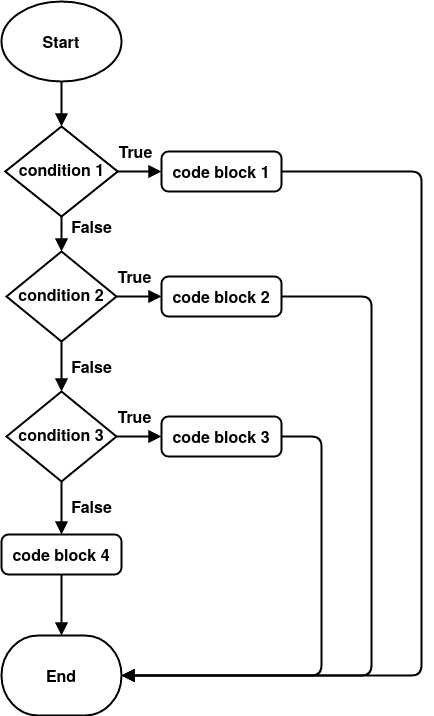 Start
True
condition 1
code block 1
False
True
condition 2
code block 2
False
True
condition 3
code block 3
False
code block 4
End